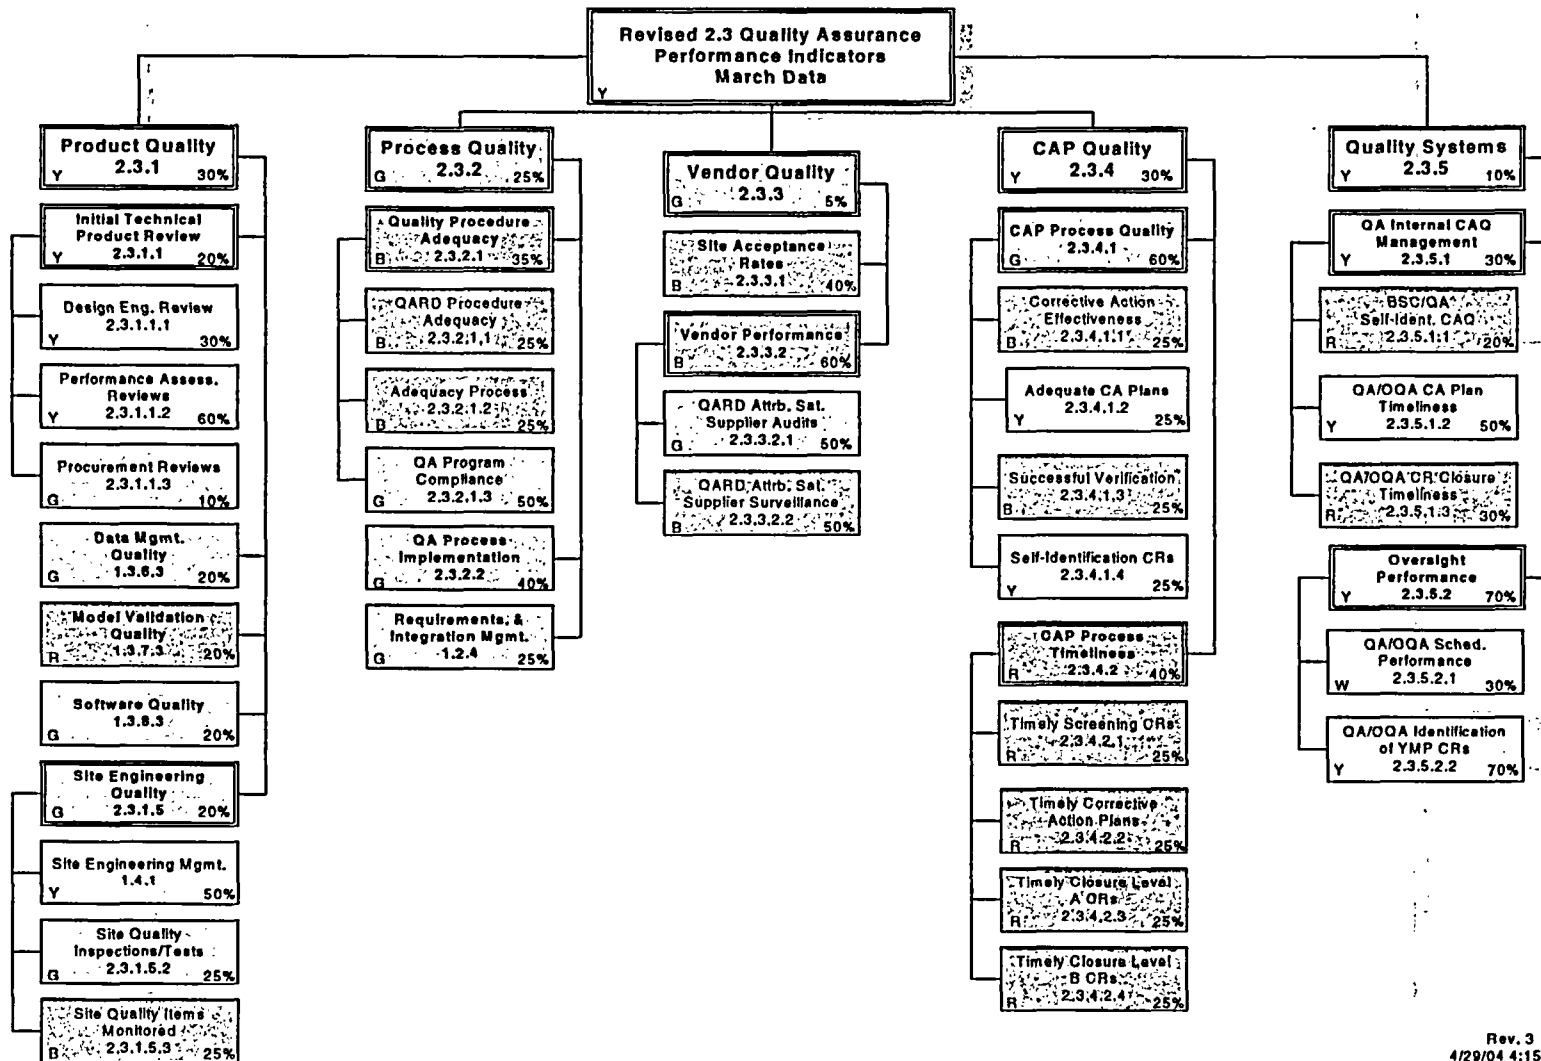 Revised 2.3 Quality Assurance
Performance Indicators
March Data
Y
Product Quality
2.3.1
Y 30%
Initial Technical
Product Review
2.3.1.1
Y 20%
Design Eng. Review
2.3.1.1.1
Y 30%
Performance Assess.
Reviews
2.3.1.1.2
Y 60%
Procurement Reviews
2.3.1.1.3
G 10%
Data Mgmt.
Quality
1.3.6.3
G 20%
Model Validation
Quality
1.3.7.3
R 20%
Software Quality
1.3.8.3
G 20%
Site Engineering
Quality
2.3.1.5
G 20%
Site Engineering Mgmt.
1.4.1
Y 50%
Site Quality
Inspections/Tests
2.3.1.5.2
G 25%
Site Quality Items
Monitored
2.3.1.5.3
B 25%
Process Quality
2.3.2
G 25%
Quality Procedure
Adequacy
2.3.2.1
B 35%
QARD Procedure
Adequacy
2.3.2.1.1
B 25%
Adequacy Process
2.3.2.1.2
B 25%
QA Program
Compliance
2.3.2.1.3
G 50%
QA Process
Implementation
2.3.2.2
G 40%
Requirements, &
Integration Mgmt.
1.2.4
G 25%
Vendor Quality
2.3.3
G 5%
Site Acceptance
Rates
2.3.3.1
B 40%
Vendor Performance
2.3.3.2
B 60%
QARD Attrb. Sat.
Supplier Audits
2.3.3.2.1
G 50%
QARD Attrb. Sat.
Supplier Surveillance
2.3.3.2.2
B 50%
CAP Quality
2.3.4
Y 30%
CAP Process Quality
2.3.4.1
G 60%
Corrective Action
Effectiveness
2.3.4.1.1
B 25%
Adequate CA Plans
2.3.4.1.2
Y 25%
Successful Verification
2.3.4.1.3
B 25%
Self-Identification CRs
2.3.4.1.4
Y 25%
CAP Process
Timeliness
2.3.4.2
R 40%
Timely Screening CRs
2.3.4.2.1
R 25%
Timely Corrective
Action Plans
2.3.4.2.2
R 25%
Timely Closure Level
A CRs
2.3.4.2.3
R 25%
Timely Closure Level
B CRs
2.3.4.2.4
R 25%
Quality Systems
2.3.5
Y 10%
QA Internal CAQ
Management
2.3.5.1
Y 30%
BSC/QA
Self-Ident. CAQ
2.3.5.1.1
R 20%
QA/OQA CA Plan
Timeliness
2.3.5.1.2
Y 50%
QA/OQA CR Closure
Timeliness
2.3.5.1.3
R 30%
Oversight
Performance
2.3.5.2
Y 70%
QA/OQA Sched.
Performance
2.3.5.2.1
W 30%
QA/OQA Identification
of YMP CRs
2.3.5.2.2
Y 70%
Rev. 3
4/29/04 4:15